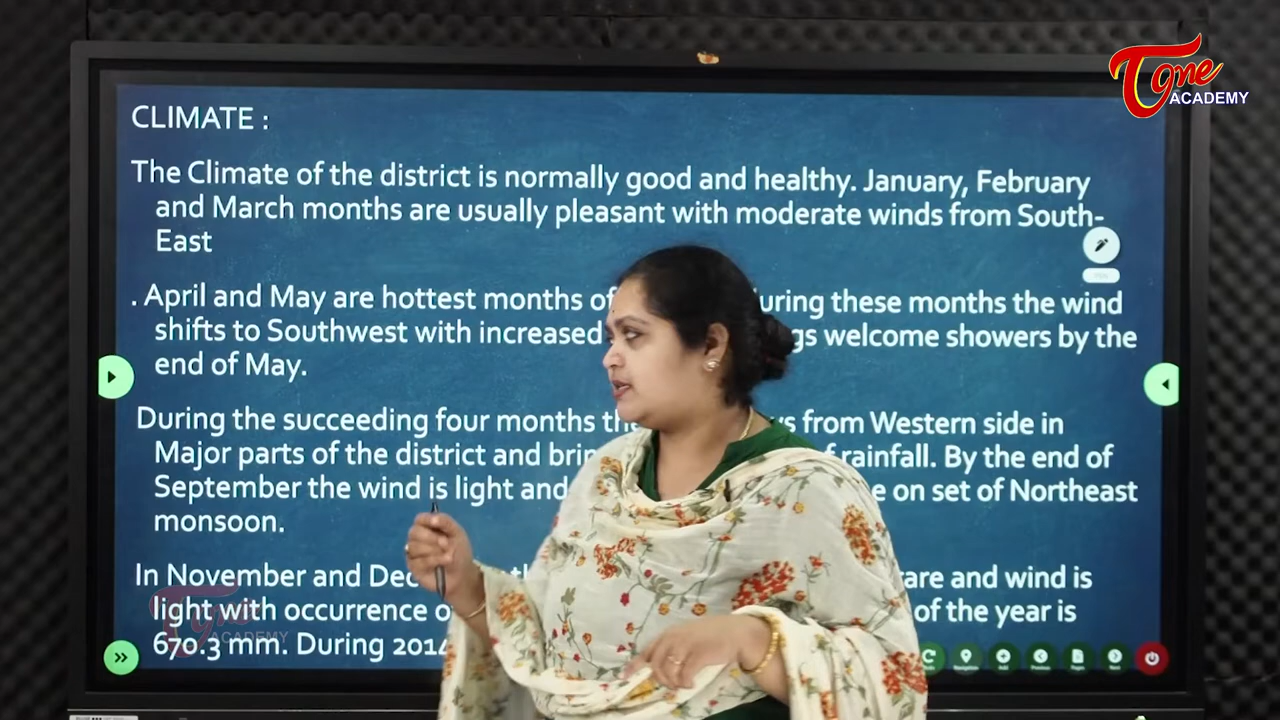 Tone
ACADEMY
CLIMATE :
The Climate of the district is normally good and healthy. January, February
and March months are usually pleasant with moderate winds from South-
East
. April and May are hottest months of uring these months the wind
shifts to Southwest with increased gs welcome showers by the
end of May.
During the succeeding four months from Western side in
Major parts of the district and rainfall. By the end of
September the wind is light and e on set of Northeast
monsoon.
In November and rare and wind is
light with occurrence of the year is
670.3 mm. During 2014
Tone
ACADEMY